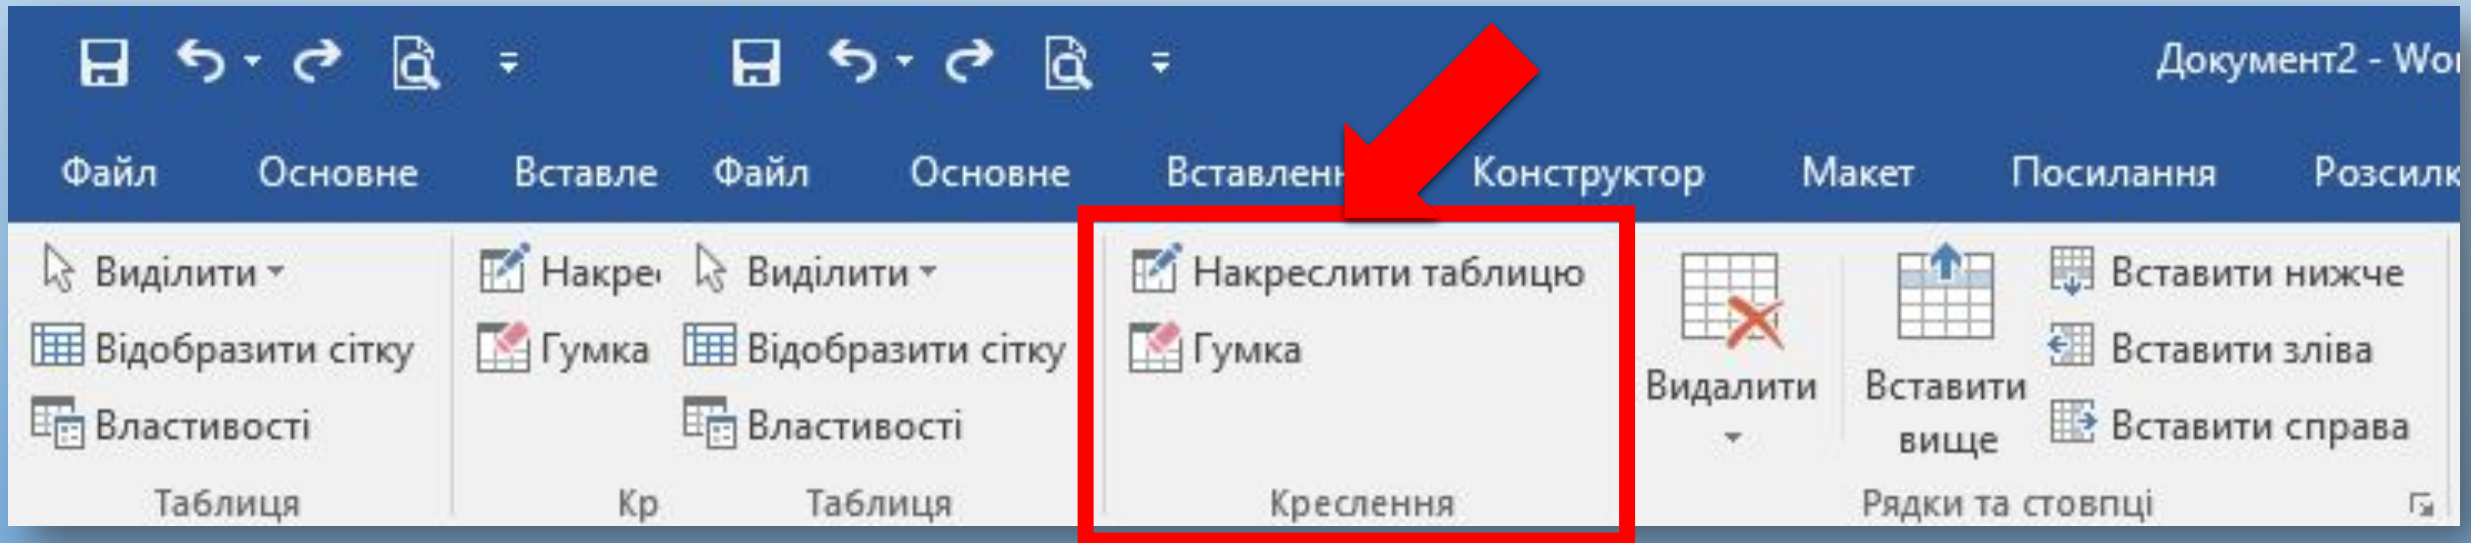 Документ2 - Wor
Файл Основне Вставле Файл Основне Вставленн Конструктор Макет Посилання Розсилк
Виділити Накре Виділити Накреслити таблицю Вставити нижче
Відобразити сітку Гумка Відобразити сітку Гумка Видалити Вставити вище Вставити зліва
Властивості Властивості Вставити справа
Таблиця Кр Таблиця Креслення Рядки та стовпці